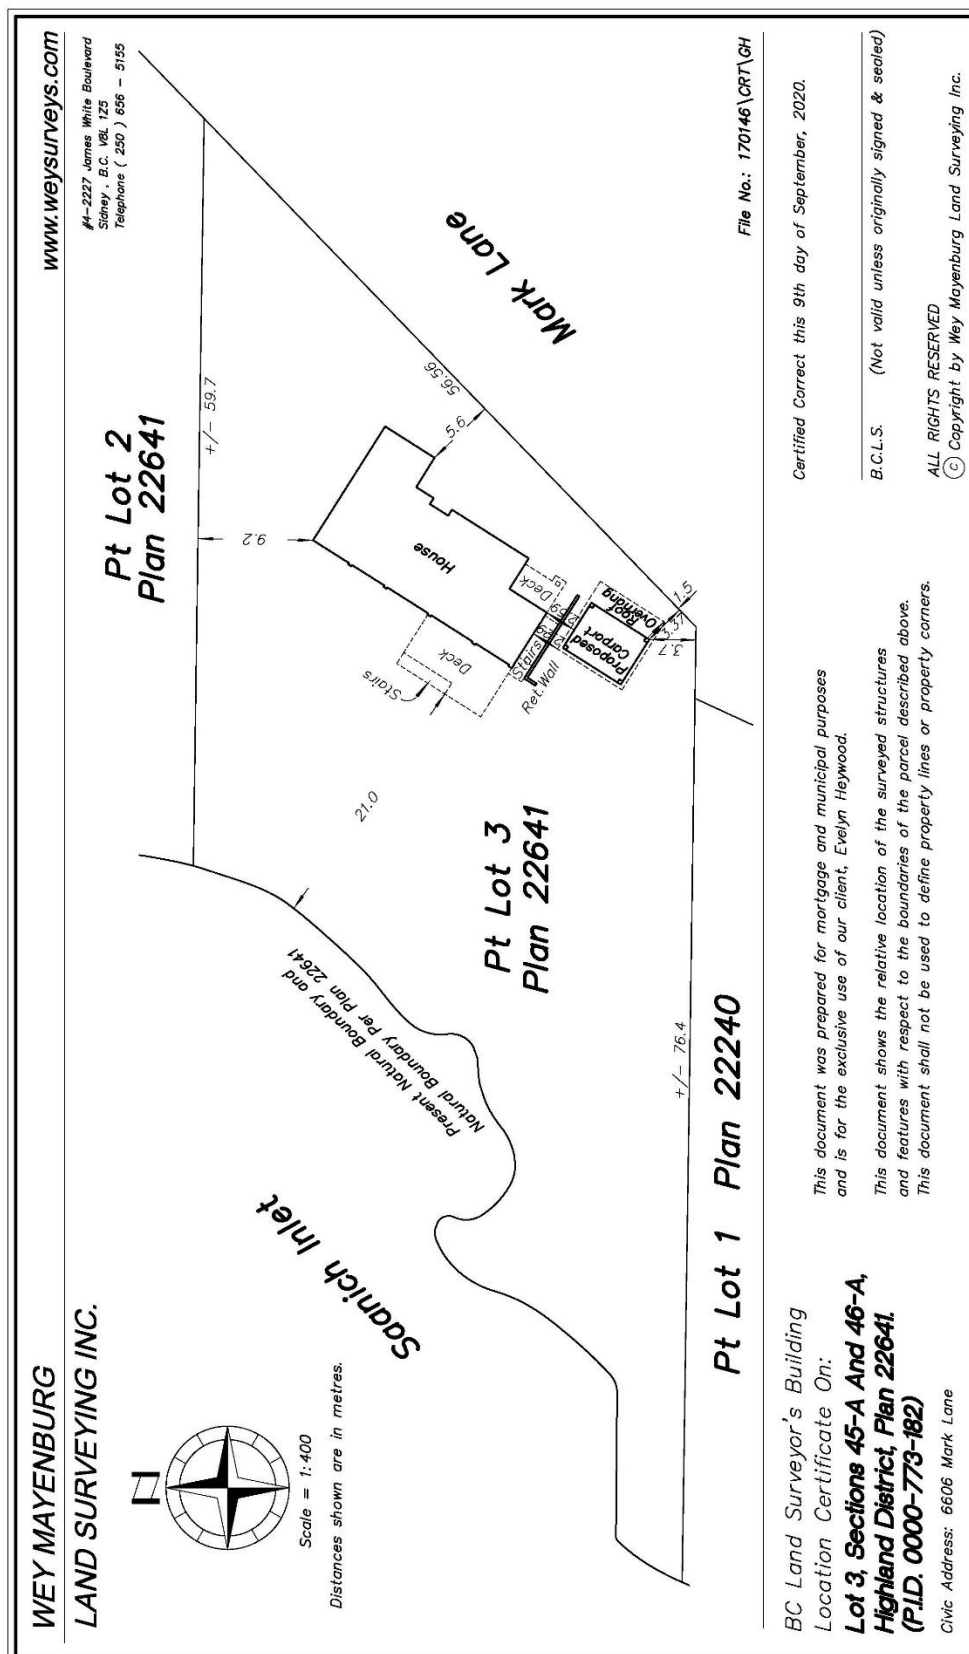 WEY MAYENBURG
LAND SURVEYING INC.
www.weysurveys.com
#4-2227 James White Boulevard
Sidney , B.C. V8L 1Z5
Telephone ( 250 ) 656 - 5155
N
Scale = 1:400
Distances shown are in metres.
Pt Lot 2
Plan 22641
+/- 59.7
9.2
56.56
5.6
Mark Lane
House
Deck
Stairs
Deck
Stairs
Ret.Wall
Proposed
Carport
Roof
Overhang
1.5
3.37
3.7
21.0
Present Natural Boundary and
Natural Boundary Per Plan 22641
Saanich Inlet
Pt Lot 3
Plan 22641
+/- 76.4
Pt Lot 1 Plan 22240
File No.: 170146\CRT\GH
BC Land Surveyor's Building
Location Certificate On:
Lot 3, Sections 45-A And 46-A,
Highland District, Plan 22641.
(P.I.D. 0000-773-182)
Civic Address: 6606 Mark Lane
This document was prepared for mortgage and municipal purposes
and is for the exclusive use of our client, Evelyn Heywood.
This document shows the relative location of the surveyed structures
and features with respect to the boundaries of the parcel described above.
This document shall not be used to define property lines or property corners.
Certified Correct this 9th day of September, 2020.
B.C.L.S. (Not valid unless originally signed & sealed)
ALL RIGHTS RESERVED
© Copyright by Wey Mayenburg Land Surveying Inc.